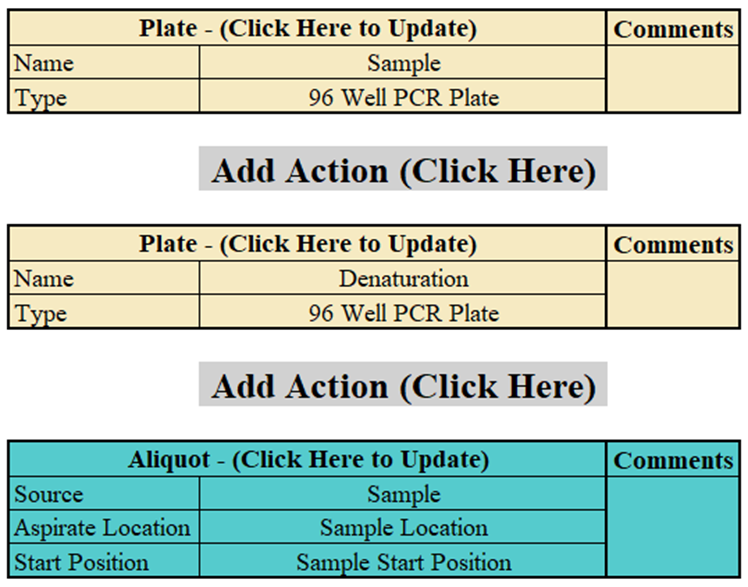 Plate - (Click Here to Update) Comments
Name Sample
Type 96 Well PCR Plate
Add Action (Click Here)
Plate - (Click Here to Update) Comments
Name Denaturation
Type 96 Well PCR Plate
Add Action (Click Here)
Aliquot - (Click Here to Update) Comments
Source Sample
Aspirate Location Sample Location
Start Position Sample Start Position